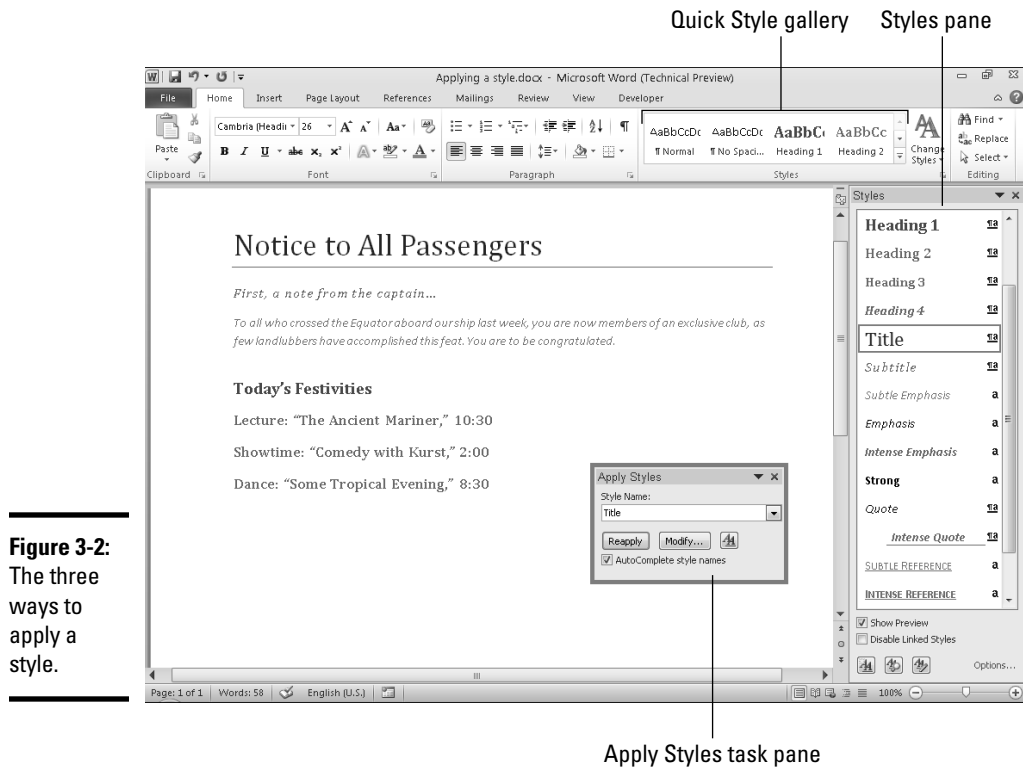 Quick Style gallery
Styles pane
Applying a style.docx - Microsoft Word (Technical Preview)
File Home Insert Page Layout References Mailings Review View Developer
Cambria (Headii 26
Paste
B I U abc x₂ x² A aby A
Find
Replace
Select
AaBbCcDc AaBbCcDc AaBbC AaBbCc
¶ Normal ¶ No Spaci... Heading 1 Heading 2
Change
Styles
Clipboard Font Paragraph Styles Editing
Styles
Heading 1
Heading 2
Heading 3
Heading 4
Title
Subtitle
Subtle Emphasis
Emphasis
Intense Emphasis
Strong
Quote
Intense Quote
SUBTLE REFERENCE
INTENSE REFERENCE
Show Preview
Disable Linked Styles
Options...
Notice to All Passengers
First, a note from the captain...
To all who crossed the Equator aboard our ship last week, you are now members of an exclusive club, as
few landlubbers have accomplished this feat. You are to be congratulated.
Today's Festivities
Lecture: "The Ancient Mariner," 10:30
Showtime: "Comedy with Kurst," 2:00
Dance: "Some Tropical Evening," 8:30
Apply Styles
Style Name:
Title
Reapply Modify...
AutoComplete style names
Page: 1 of 1 Words: 58 English (U.S.) 100%
Apply Styles task pane
Figure 3-2:
The three
ways to
apply a
style.